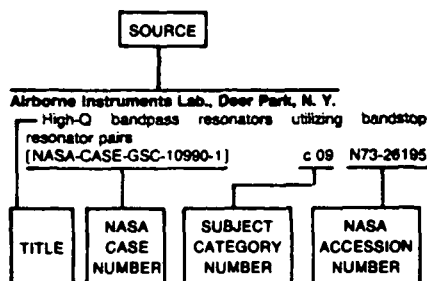 SOURCE
Airborne Instruments Lab., Deer Park, N. Y.
High-Q bandpass resonators utilizing bandstop
resonator pairs
[NASA-CASE-GSC-10990-1] c 09 N73-26195
TITLE
NASA
CASE
NUMBER
SUBJECT
CATEGORY
NUMBER
NASA
ACCESSION
NUMBER